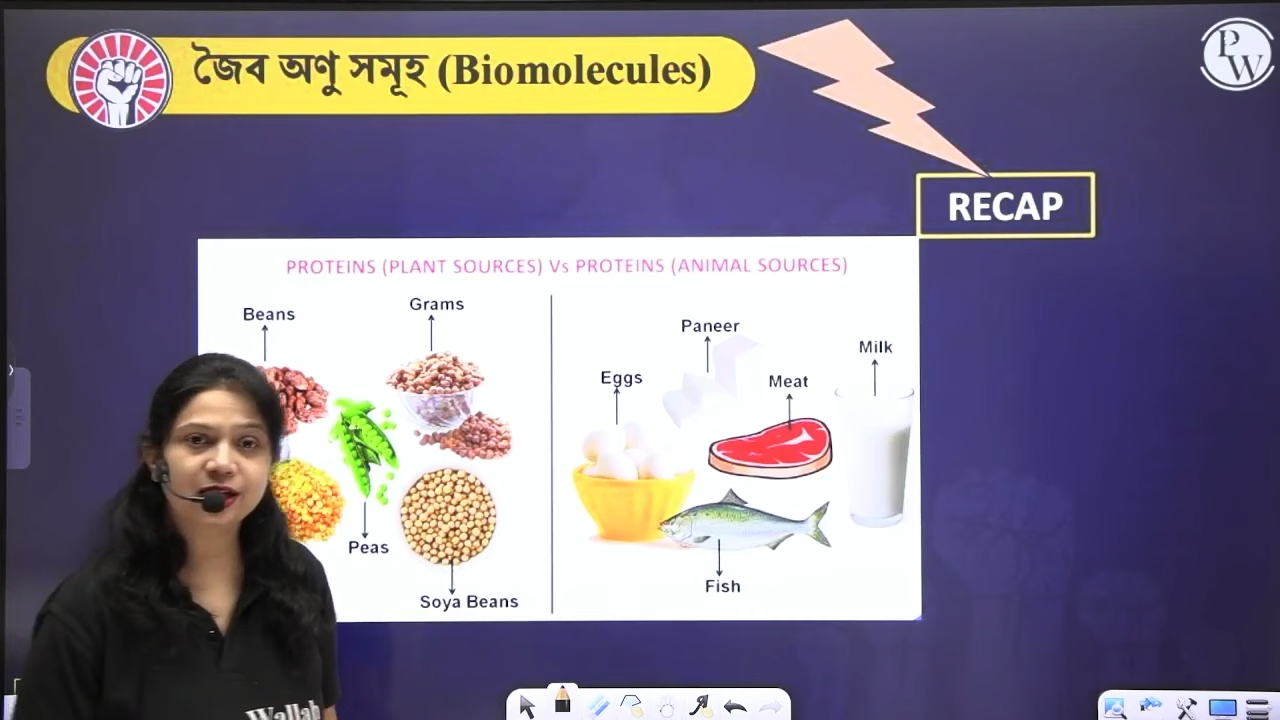 জৈব অণু সমূহ (Biomolecules)
PW
RECAP
PROTEINS (PLANT SOURCES) Vs PROTEINS (ANIMAL SOURCES)
Beans
Grams
Peas
Soya Beans
Paneer
Eggs
Meat
Milk
Fish
Wallah